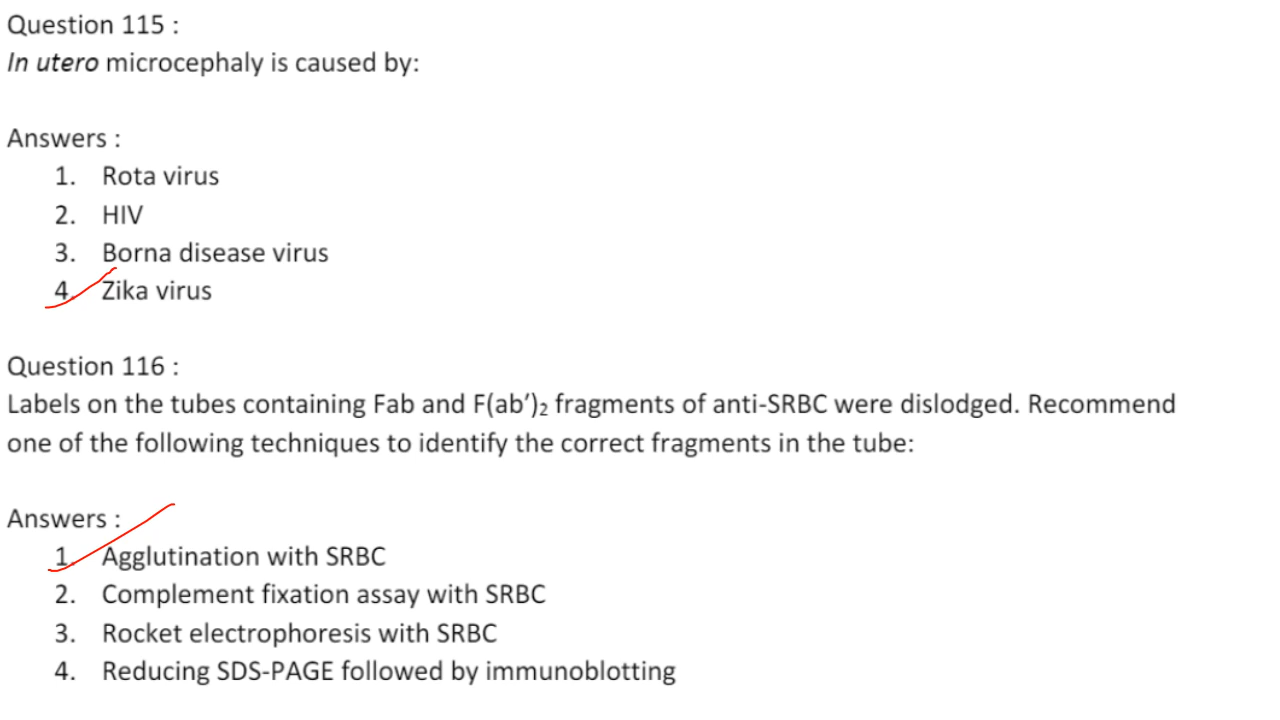 Question 115 :
In utero microcephaly is caused by:
Answers :
1. Rota virus
2. HIV
3. Borna disease virus
4. Zika virus
Question 116 :
Labels on the tubes containing Fab and F(ab′)₂ fragments of anti-SRBC were dislodged. Recommend
one of the following techniques to identify the correct fragments in the tube:
Answers :
1. Agglutination with SRBC
2. Complement fixation assay with SRBC
3. Rocket electrophoresis with SRBC
4. Reducing SDS-PAGE followed by immunoblotting